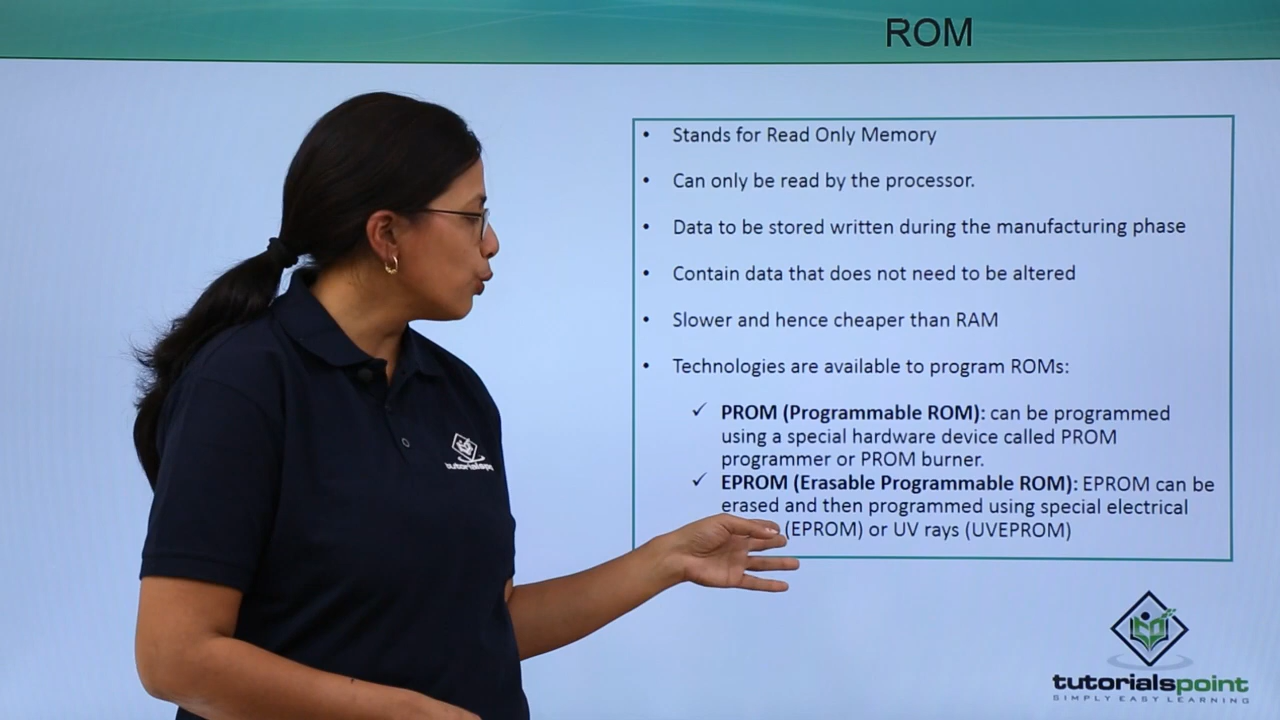 ROM
• Stands for Read Only Memory
• Can only be read by the processor.
• Data to be stored written during the manufacturing phase
• Contain data that does not need to be altered
• Slower and hence cheaper than RAM
• Technologies are available to program ROMs:
✓ PROM (Programmable ROM): can be programmed
using a special hardware device called PROM
programmer or PROM burner.
✓ EPROM (Erasable Programmable ROM): EPROM can be
erased and then programmed using special electrical
(EPROM) or UV rays (UVEPROM)
tutorialspoint
SIMPLY EASY LEARNING